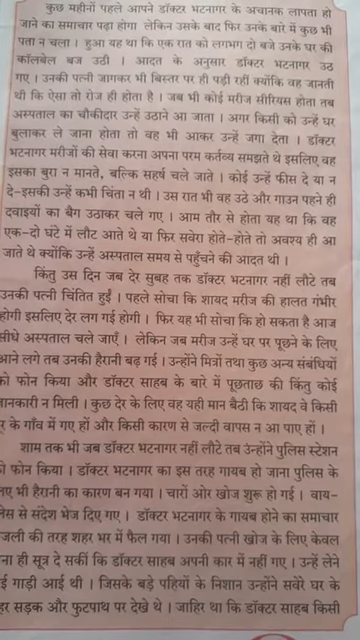 कुछ महीनों पहले आपने डॉक्टर भटनागर के अचानक लापता हो
जाने का समाचार पढ़ा होगा लेकिन उसके बाद फिर उनके बारे में कुछ भी
पता न चला । हुआ यह था कि एक रात को लगभग दो बजे उनके घर की
कॉलबेल बज उठी । आदत के अनुसार डॉक्टर भटनागर उठ
गए । उनकी पत्नी जागकर भी बिस्तर पर ही पड़ी रहीं क्योंकि वह जानती
थी कि ऐसा तो रोज ही होता है । जब भी कोई मरीज सीरियस होता तब
अस्पताल का चौकीदार उन्हें उठाने आ जाता । अगर किसी को उन्हें घर
बुलाकर ले जाना होता तो वह भी आकर उन्हें जगा देता । डॉक्टर
भटनागर मरीजों की सेवा करना अपना परम कर्तव्य समझते थे इसलिए वह
इसका बुरा न मानते, बल्कि सहर्ष चले जाते । कोई उन्हें फीस दे या न
दे-इसकी उन्हें कभी चिंता न थी । उस रात भी वह उठे और गाउन पहने ही
दवाइयों का बैग उठाकर चले गए । आम तौर से होता यह था कि वह
एक-दो घंटे में लौट आते थे या फिर सवेरा होते-होते तो अवश्य ही आ
जाते थे क्योंकि उन्हें अस्पताल समय से पहुँचने की आदत थी ।
किंतु उस दिन जब देर सुबह तक डॉक्टर भटनागर नहीं लौटे तब
उनकी पत्नी चिंतित हुईं । पहले सोचा कि शायद मरीज की हालत गंभीर
होगी इसलिए देर लग गई होगी । फिर यह भी सोचा कि हो सकता है आज
सीधे अस्पताल चले जाएँ । लेकिन जब मरीज उन्हें घर पर पूछने के लिए
आने लगे तब उनकी हैरानी बढ़ गई । उन्होंने मित्रों तथा कुछ अन्य संबंधियों
को फोन किया और डॉक्टर साहब के बारे में पूछताछ की किंतु कोई
जानकारी न मिली । कुछ देर के लिए वह यही मान बैठी कि शायद वे किसी
र के गाँव में गए हों और किसी कारण से जल्दी वापस न आ पाए हों ।
शाम तक भी जब डॉक्टर भटनागर नहीं लौटे तब उन्होंने पुलिस स्टेशन
को फोन किया । डॉक्टर भटनागर का इस तरह गायब हो जाना पुलिस के
लिए भी हैरानी का कारण बन गया । चारों ओर खोज शुरू हो गई । वाय-
लेस से संदेश भेज दिए गए । डॉक्टर भटनागर के गायब होने का समाचार
जली की तरह शहर भर में फैल गया । उनकी पत्नी खोज के लिए केवल
ना ही सूत्र दे सकीं कि डॉक्टर साहब अपनी कार में नहीं गए । उन्हें लेने
ई गाड़ी आई थी । जिसके बड़े पहियों के निशान उन्होंने सवेरे घर के
हर सड़क और फुटपाथ पर देखे थे । जाहिर था कि डॉक्टर साहब किसी